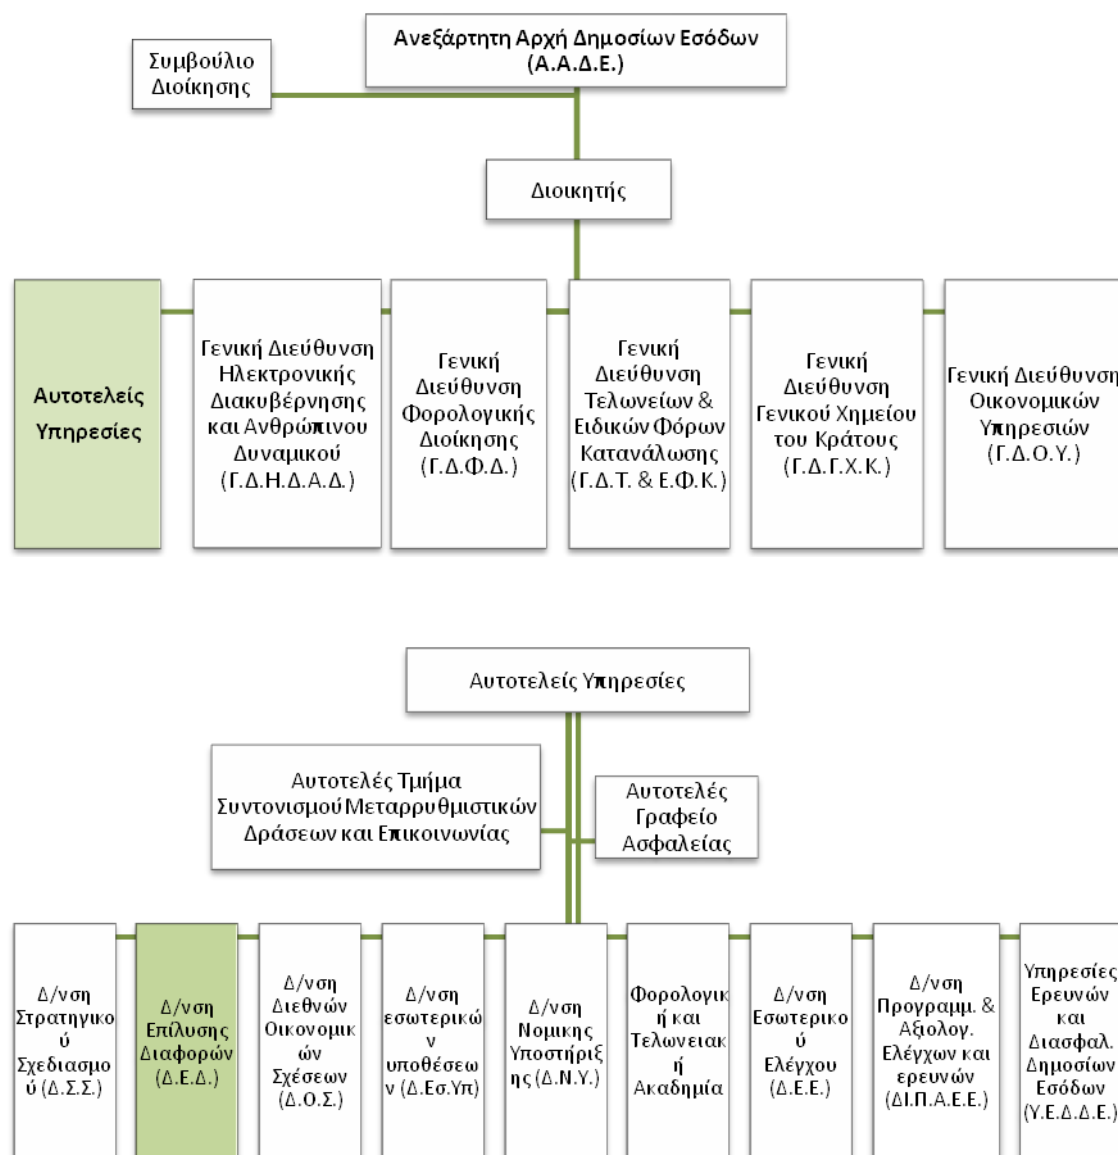 Ανεξάρτητη Αρχή Δημοσίων Εσόδων
(Α.Α.Δ.Ε.)
Συμβούλιο
Διοίκησης
Διοικητής
Αυτοτελείς
Υπηρεσίες
Γενική Διεύθυνση
Ηλεκτρονικής
Διακυβέρνησης
και Ανθρώπινου
Δυναμικού
(Γ.Δ.Η.Δ.Α.Δ.)
Γενική
Διεύθυνση
Φορολογικής
Διοίκησης
(Γ.Δ.Φ.Δ.)
Γενική
Διεύθυνση
Τελωνείων &
Ειδικών Φόρων
Κατανάλωσης
(Γ.Δ.Τ. & Ε.Φ.Κ.)
Γενική
Διεύθυνση
Γενικού Χημείου
του Κράτους
(Γ.Δ.Γ.Χ.Κ.)
Γενική Διεύθυνση
Οικονομικών
Υπηρεσιών
(Γ.Δ.Ο.Υ.)
Αυτοτελείς Υπηρεσίες
Αυτοτελές Τμήμα
Συντονισμού Μεταρρυθμιστικών
Δράσεων και Επικοινωνίας
Αυτοτελές
Γραφείο
Ασφαλείας
Δ/νση
Στρατηγικο
ύ
Σχεδιασμο
ύ (Δ.Σ.Σ.)
Δ/νση
Επίλυσης
Διαφορών
(Δ.Ε.Δ.)
Δ/νση
Διεθνών
Οικονομικ
ών
Σχέσεων
(Δ.Ο.Σ.)
Δ/νση
εσωτερικώ
ν
υποθέσεω
ν (Δ.Εσ.Υπ)
Δ/νση
Νομικης
Υποστήριξ
ης (Δ.Ν.Υ.)
Φορολογικ
ή και
Τελωνειακ
ή
Ακαδημία
Δ/νση
Εσωτερικο
ύ
Ελέγχου
(Δ.Ε.Ε.)
Δ/νση
Προγραμμ. &
Αξιολογ.
Ελέγχων και
ερευνών
(ΔΙ.Π.Α.Ε.Ε.)
Υπηρεσίες
Ερευνών
και
Διασφαλ.
Δημοσίων
Εσόδων
(Υ.Ε.Δ.Δ.Ε.)